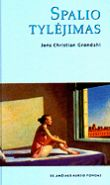 SPALIO
TYLĖJIMAS
Jens Christian Grøndahl